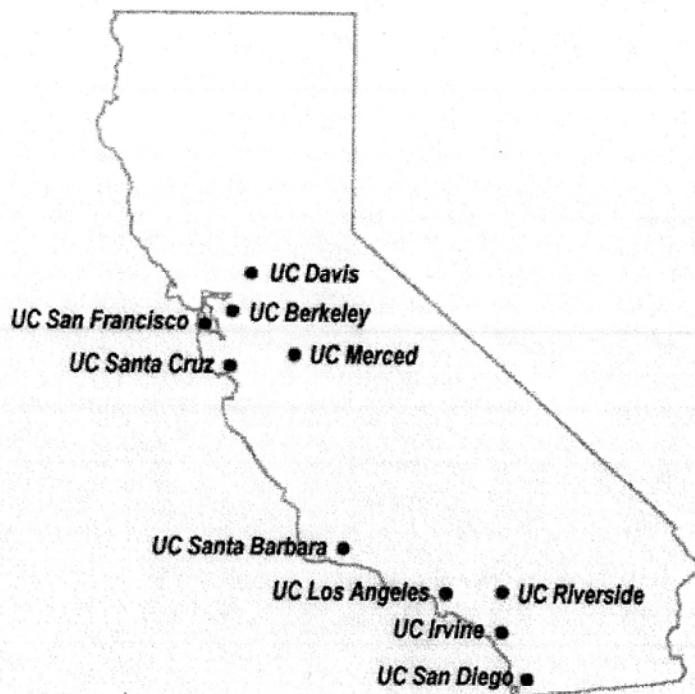 UC Davis
UC Berkeley
UC San Francisco
UC Merced
UC Santa Cruz
UC Santa Barbara
UC Los Angeles
UC Riverside
UC Irvine
UC San Diego